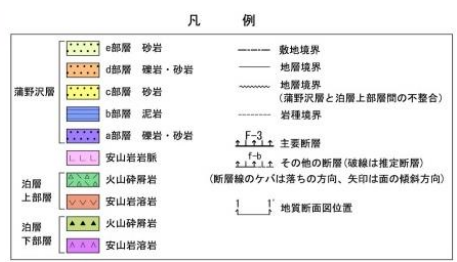 凡 例
蒲野沢層
e部層 砂岩
d部層 礫岩・砂岩
c部層 砂岩
b部層 泥岩
a部層 礫岩・砂岩
安山岩岩脈
泊層
上部層
火山砕屑岩
安山岩溶岩
泊層
下部層
火山砕屑岩
安山岩溶岩
敷地境界
地層境界
地層境界
(蒲野沢層と泊層上部層間の不整合)
岩種境界
F-3 主要断層
f-b その他の断層(破線は推定断層)
(断層線のケバは落ちの方向、矢印は面の傾斜方向)
1 1' 地質断面図位置